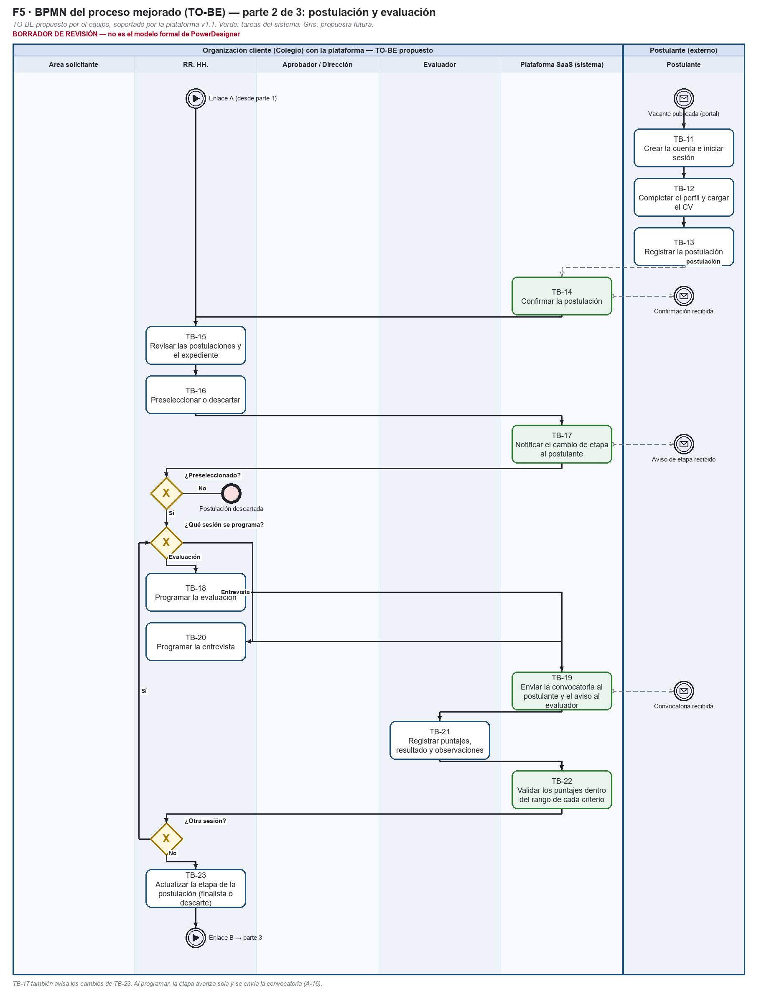 F5 · BPMN del proceso mejorado (TO-BE) — parte 2 de 3: postulación y evaluación
TO-BE propuesto por el equipo, soportado por la plataforma v1.1. Verde: tareas del sistema. Gris: propuesta futura.
BORRADOR DE REVISIÓN — no es el modelo formal de PowerDesigner
Organización cliente (Colegio) con la plataforma — TO-BE propuesto
Postulante (externo)
Área solicitante
RR. HH.
Aprobador / Dirección
Evaluador
Plataforma SaaS (sistema)
Postulante
Enlace A (desde parte 1)
Vacante publicada (portal)
TB-11
Crear la cuenta e iniciar
sesión
TB-12
Completar el perfil y cargar
el CV
TB-13
Registrar la postulación
postulación
TB-14
Confirmar la postulación
Confirmación recibida
TB-15
Revisar las postulaciones y
el expediente
TB-16
Preseleccionar o descartar
TB-17
Notificar el cambio de etapa
al postulante
Aviso de etapa recibido
¿Preseleccionado?
X
No
Postulación descartada
Sí
¿Qué sesión se programa?
X
Evaluación
TB-18
Programar la evaluación
Entrevista
TB-20
Programar la entrevista
TB-19
Enviar la convocatoria al
postulante y el aviso al
evaluador
Sí
Convocatoria recibida
TB-21
Registrar puntajes,
resultado y observaciones
TB-22
Validar los puntajes dentro
del rango de cada criterio
¿Otra sesión?
X
No
TB-23
Actualizar la etapa de la
postulación (finalista o
descarte)
Enlace B → parte 3
TB-17 también avisa los cambios de TB-23. Al programar, la etapa avanza sola y se envía la convocatoria (A-16).